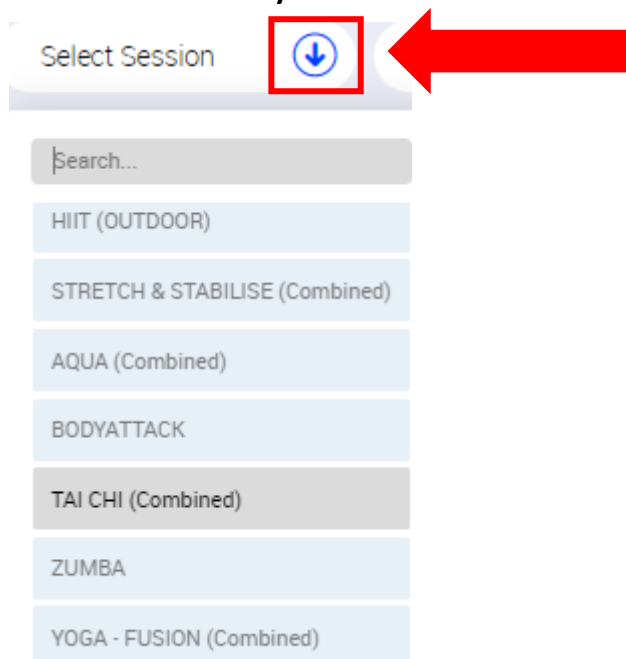 Select Session
Search...
HIIT (OUTDOOR)
STRETCH & STABILISE (Combined)
AQUA (Combined)
BODYATTACK
TAI CHI (Combined)
ZUMBA
YOGA - FUSION (Combined)